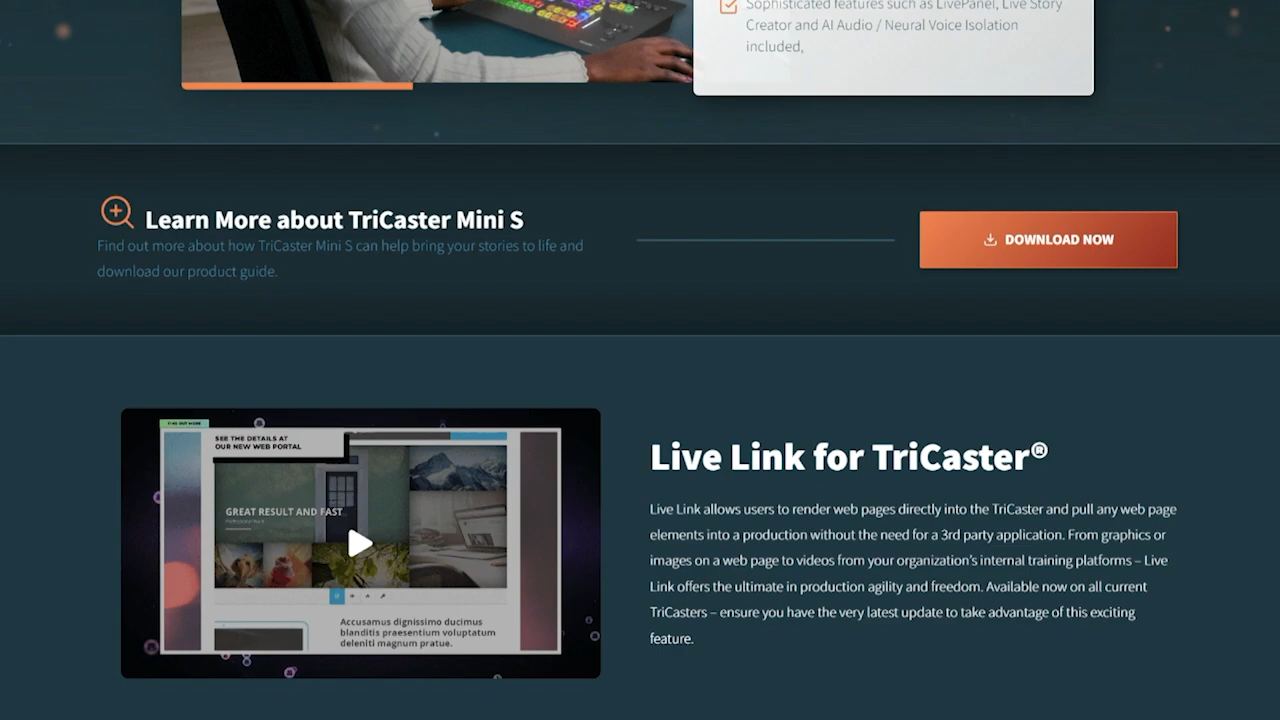 Sophisticated features such as LivePanel, Live Story
Creator and AI Audio / Neural Voice Isolation
included,
Learn More about TriCaster Mini S
Find out more about how TriCaster Mini S can help bring your stories to life and
download our product guide.
DOWNLOAD NOW
FIND OUT MORE
SEE THE DETAILS AT
OUR NEW WEB PORTAL
GREAT RESULT AND FAST
Accusamus dignissimo ducimus
blanditis praesentium voluptatum
deleniti magnum pratue.
Live Link for TriCaster®
Live Link allows users to render web pages directly into the TriCaster and pull any web page
elements into a production without the need for a 3rd party application. From graphics or
images on a web page to videos from your organization’s internal training platforms – Live
Link offers the ultimate in production agility and freedom. Available now on all current
TriCasters – ensure you have the very latest update to take advantage of this exciting
feature.